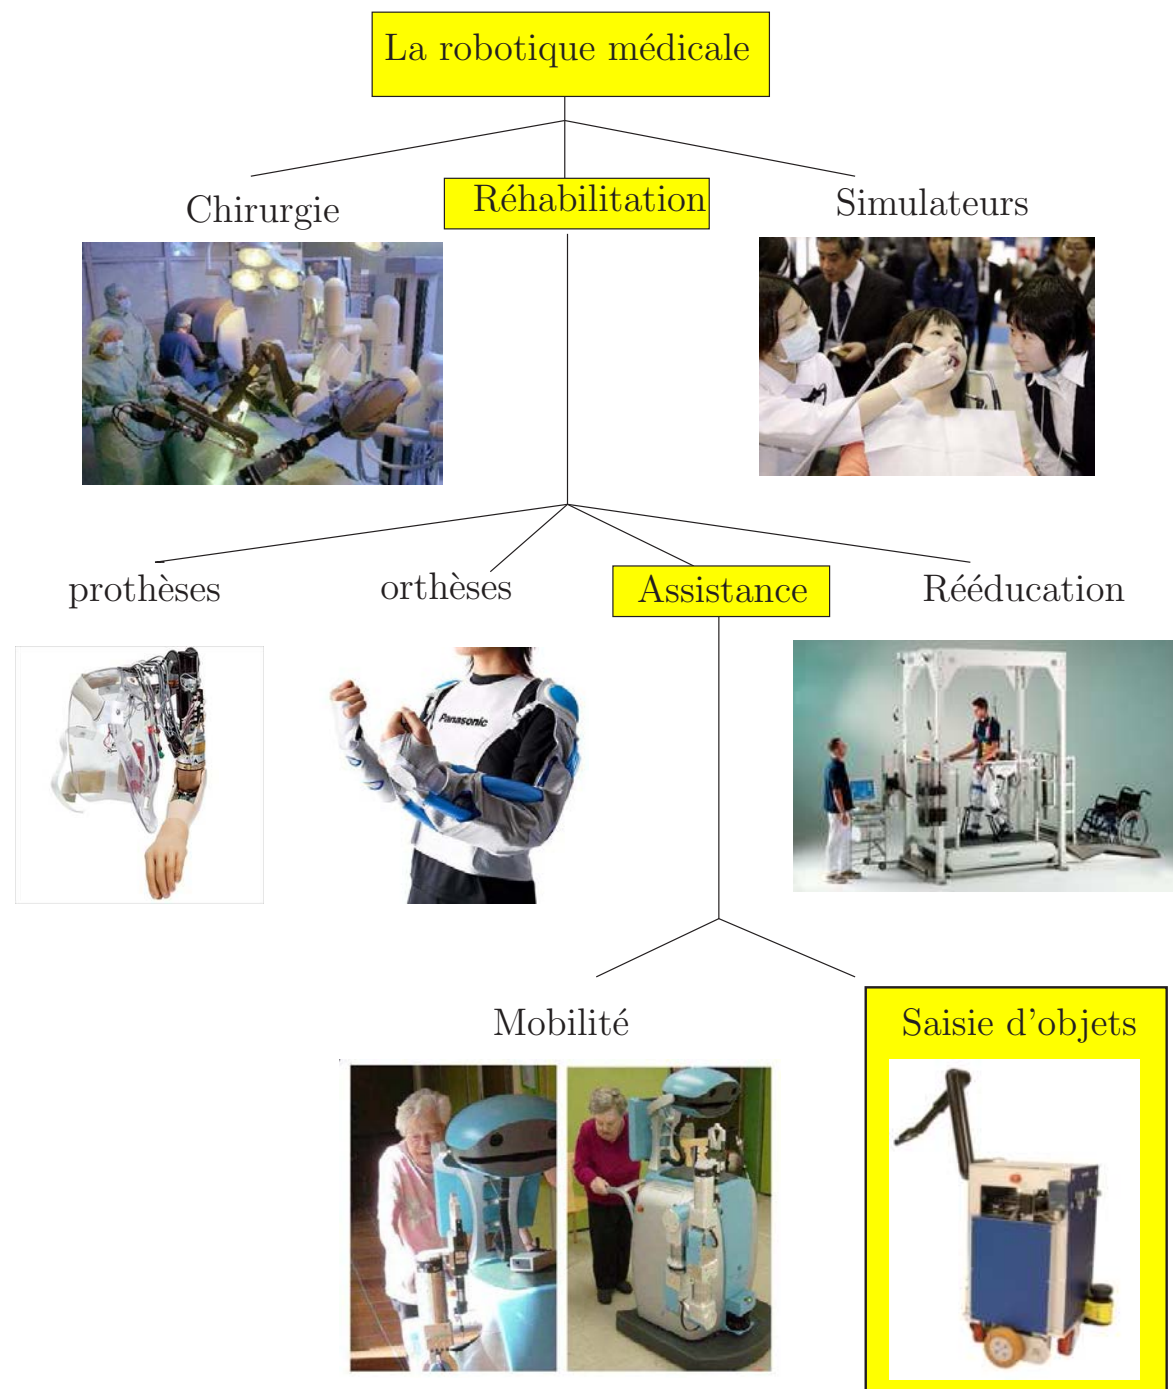 La robotique médicale
Chirurgie
Réhabilitation
Simulateurs
prothèses
orthèses
Assistance
Rééducation
Panasonic
Mobilité
Saisie d'objets